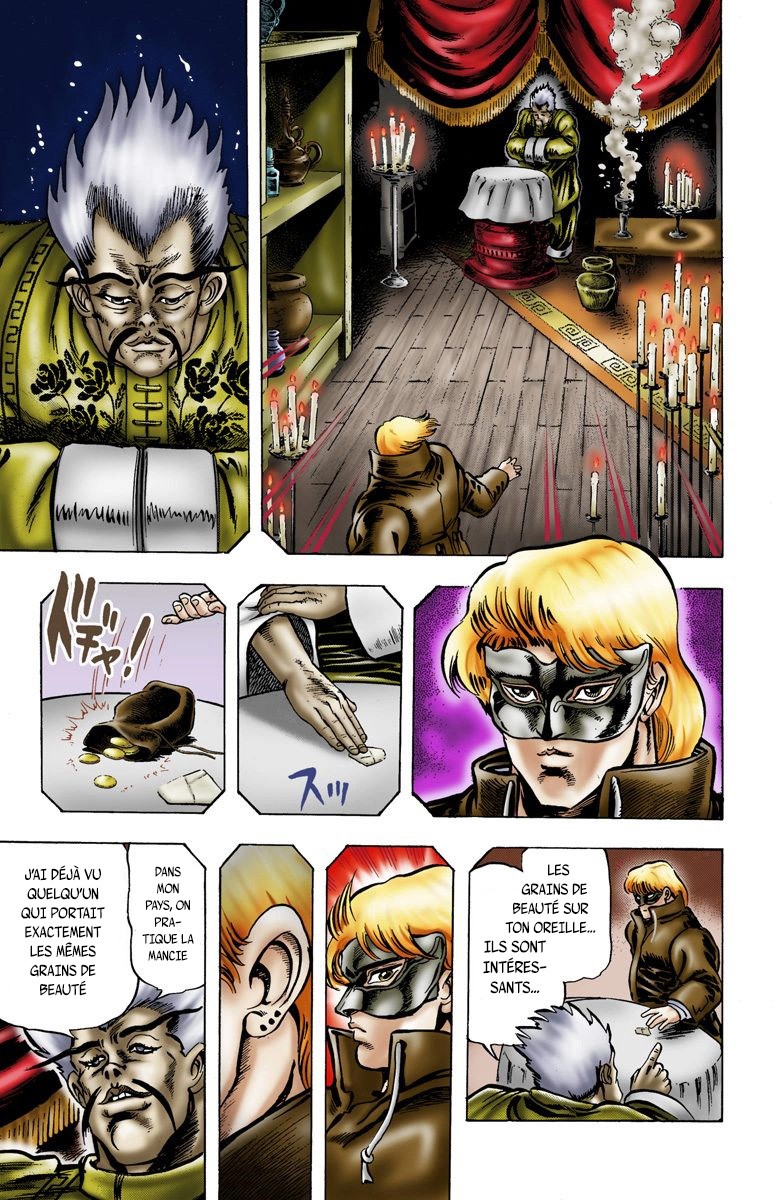 スッ
LES
GRAINS DE
BEAUTÉ SUR
TON OREILLE...
ILS SONT
INTÉRES-
SANTS...
DANS
MON
PAYS, ON
PRA-
TIQUE LA
MANCIE
J'AI DÉJÀ VU
QUELQU'UN
QUI PORTAIT
EXACTEMENT
LES MÊMES
GRAINS DE
BEAUTÉ